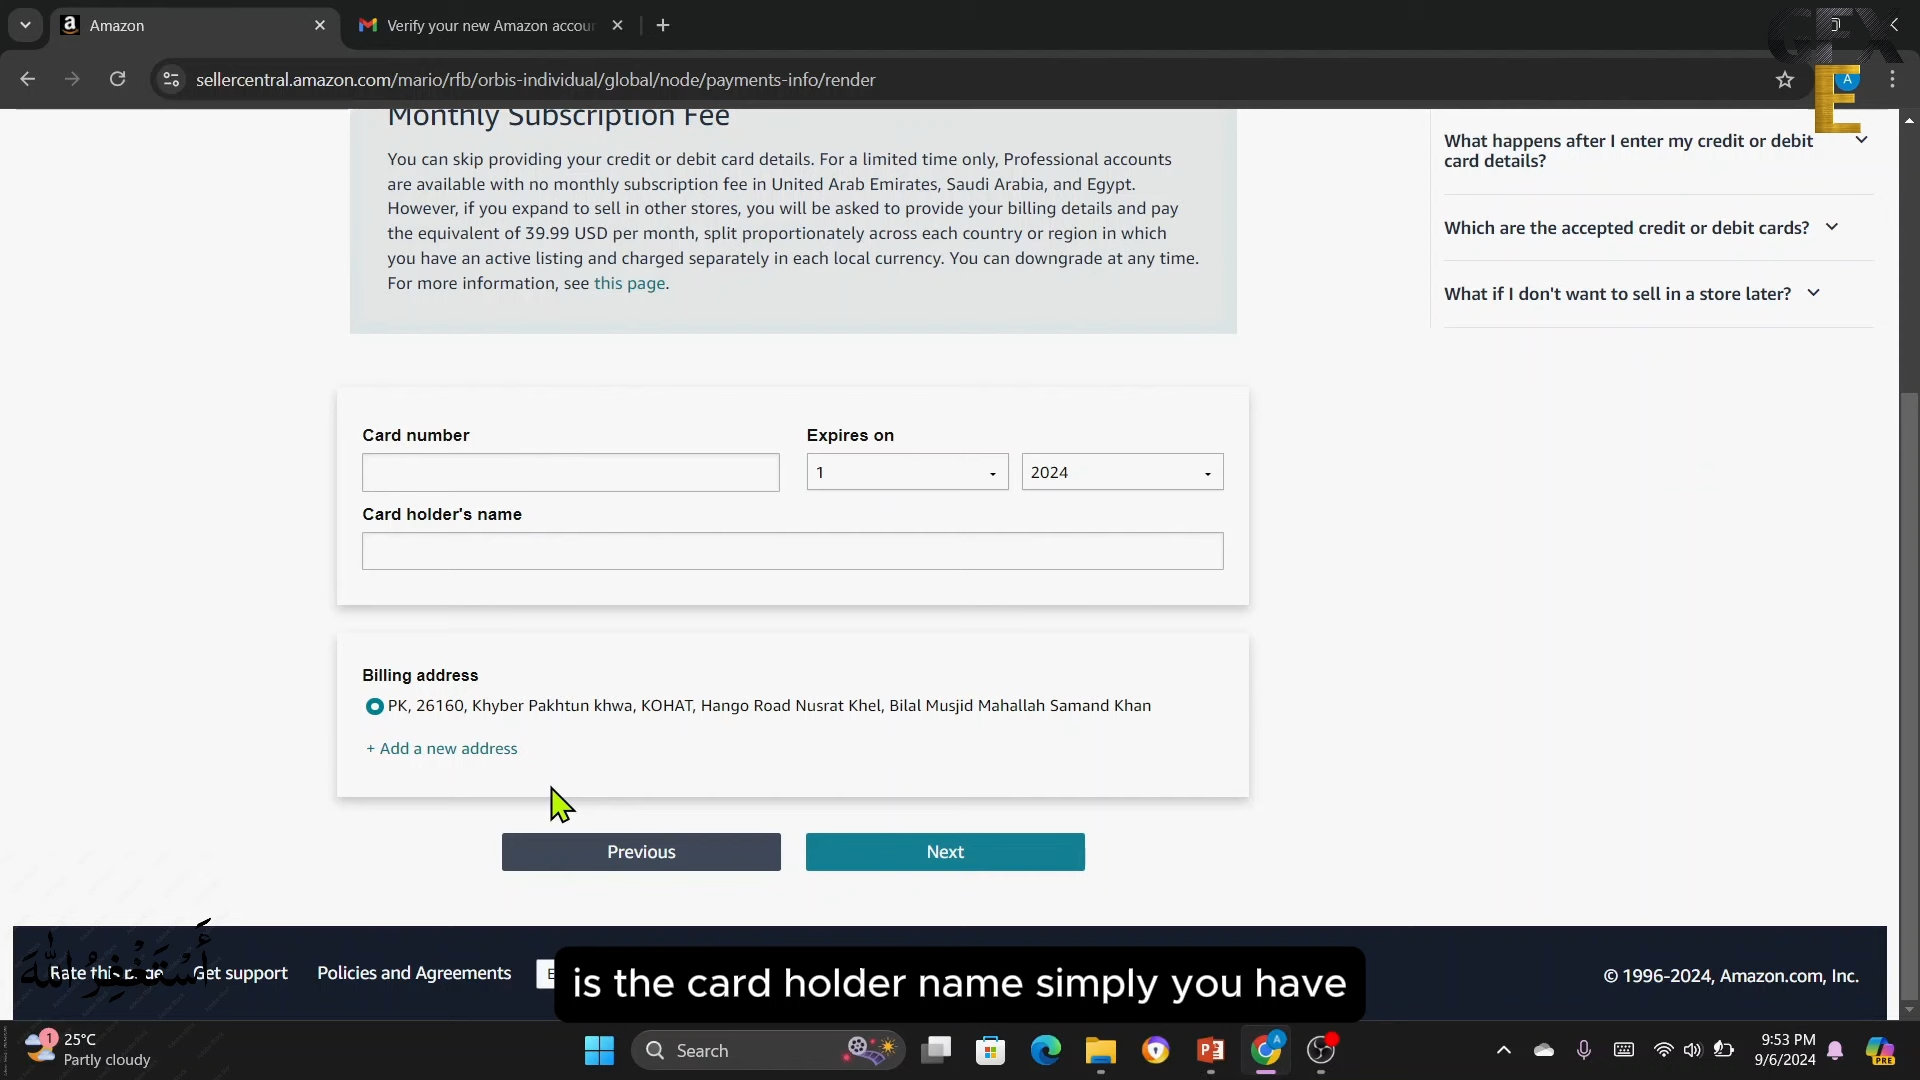 Amazon
Verify your new Amazon accou
GFX
E
sellercentral.amazon.com/mario/rfb/orbis-individual/global/node/payments-info/render
A
Monthly Subscription Fee
You can skip providing your credit or debit card details. For a limited time only, Professional accounts
are available with no monthly subscription fee in United Arab Emirates, Saudi Arabia, and Egypt.
However, if you expand to sell in other stores, you will be asked to provide your billing details and pay
the equivalent of 39.99 USD per month, split proportionately across each country or region in which
you have an active listing and charged separately in each local currency. You can downgrade at any time.
For more information, see this page.
What happens after I enter my credit or debit
card details?
Which are the accepted credit or debit cards?
What if I don't want to sell in a store later?
Card number
Expires on
1
2024
Card holder's name
Billing address
PK, 26160, Khyber Pakhtun khwa, KOHAT, Hango Road Nusrat Khel, Bilal Musjid Mahallah Samand Khan
+ Add a new address
Previous
Next
أَسْتَغْفِرُ اللّٰه
Rate this page
Get support
Policies and Agreements
is the card holder name simply you have
© 1996-2024, Amazon.com, Inc.
1
25°C
Partly cloudy
Search
A
9:53 PM
9/6/2024
PRE